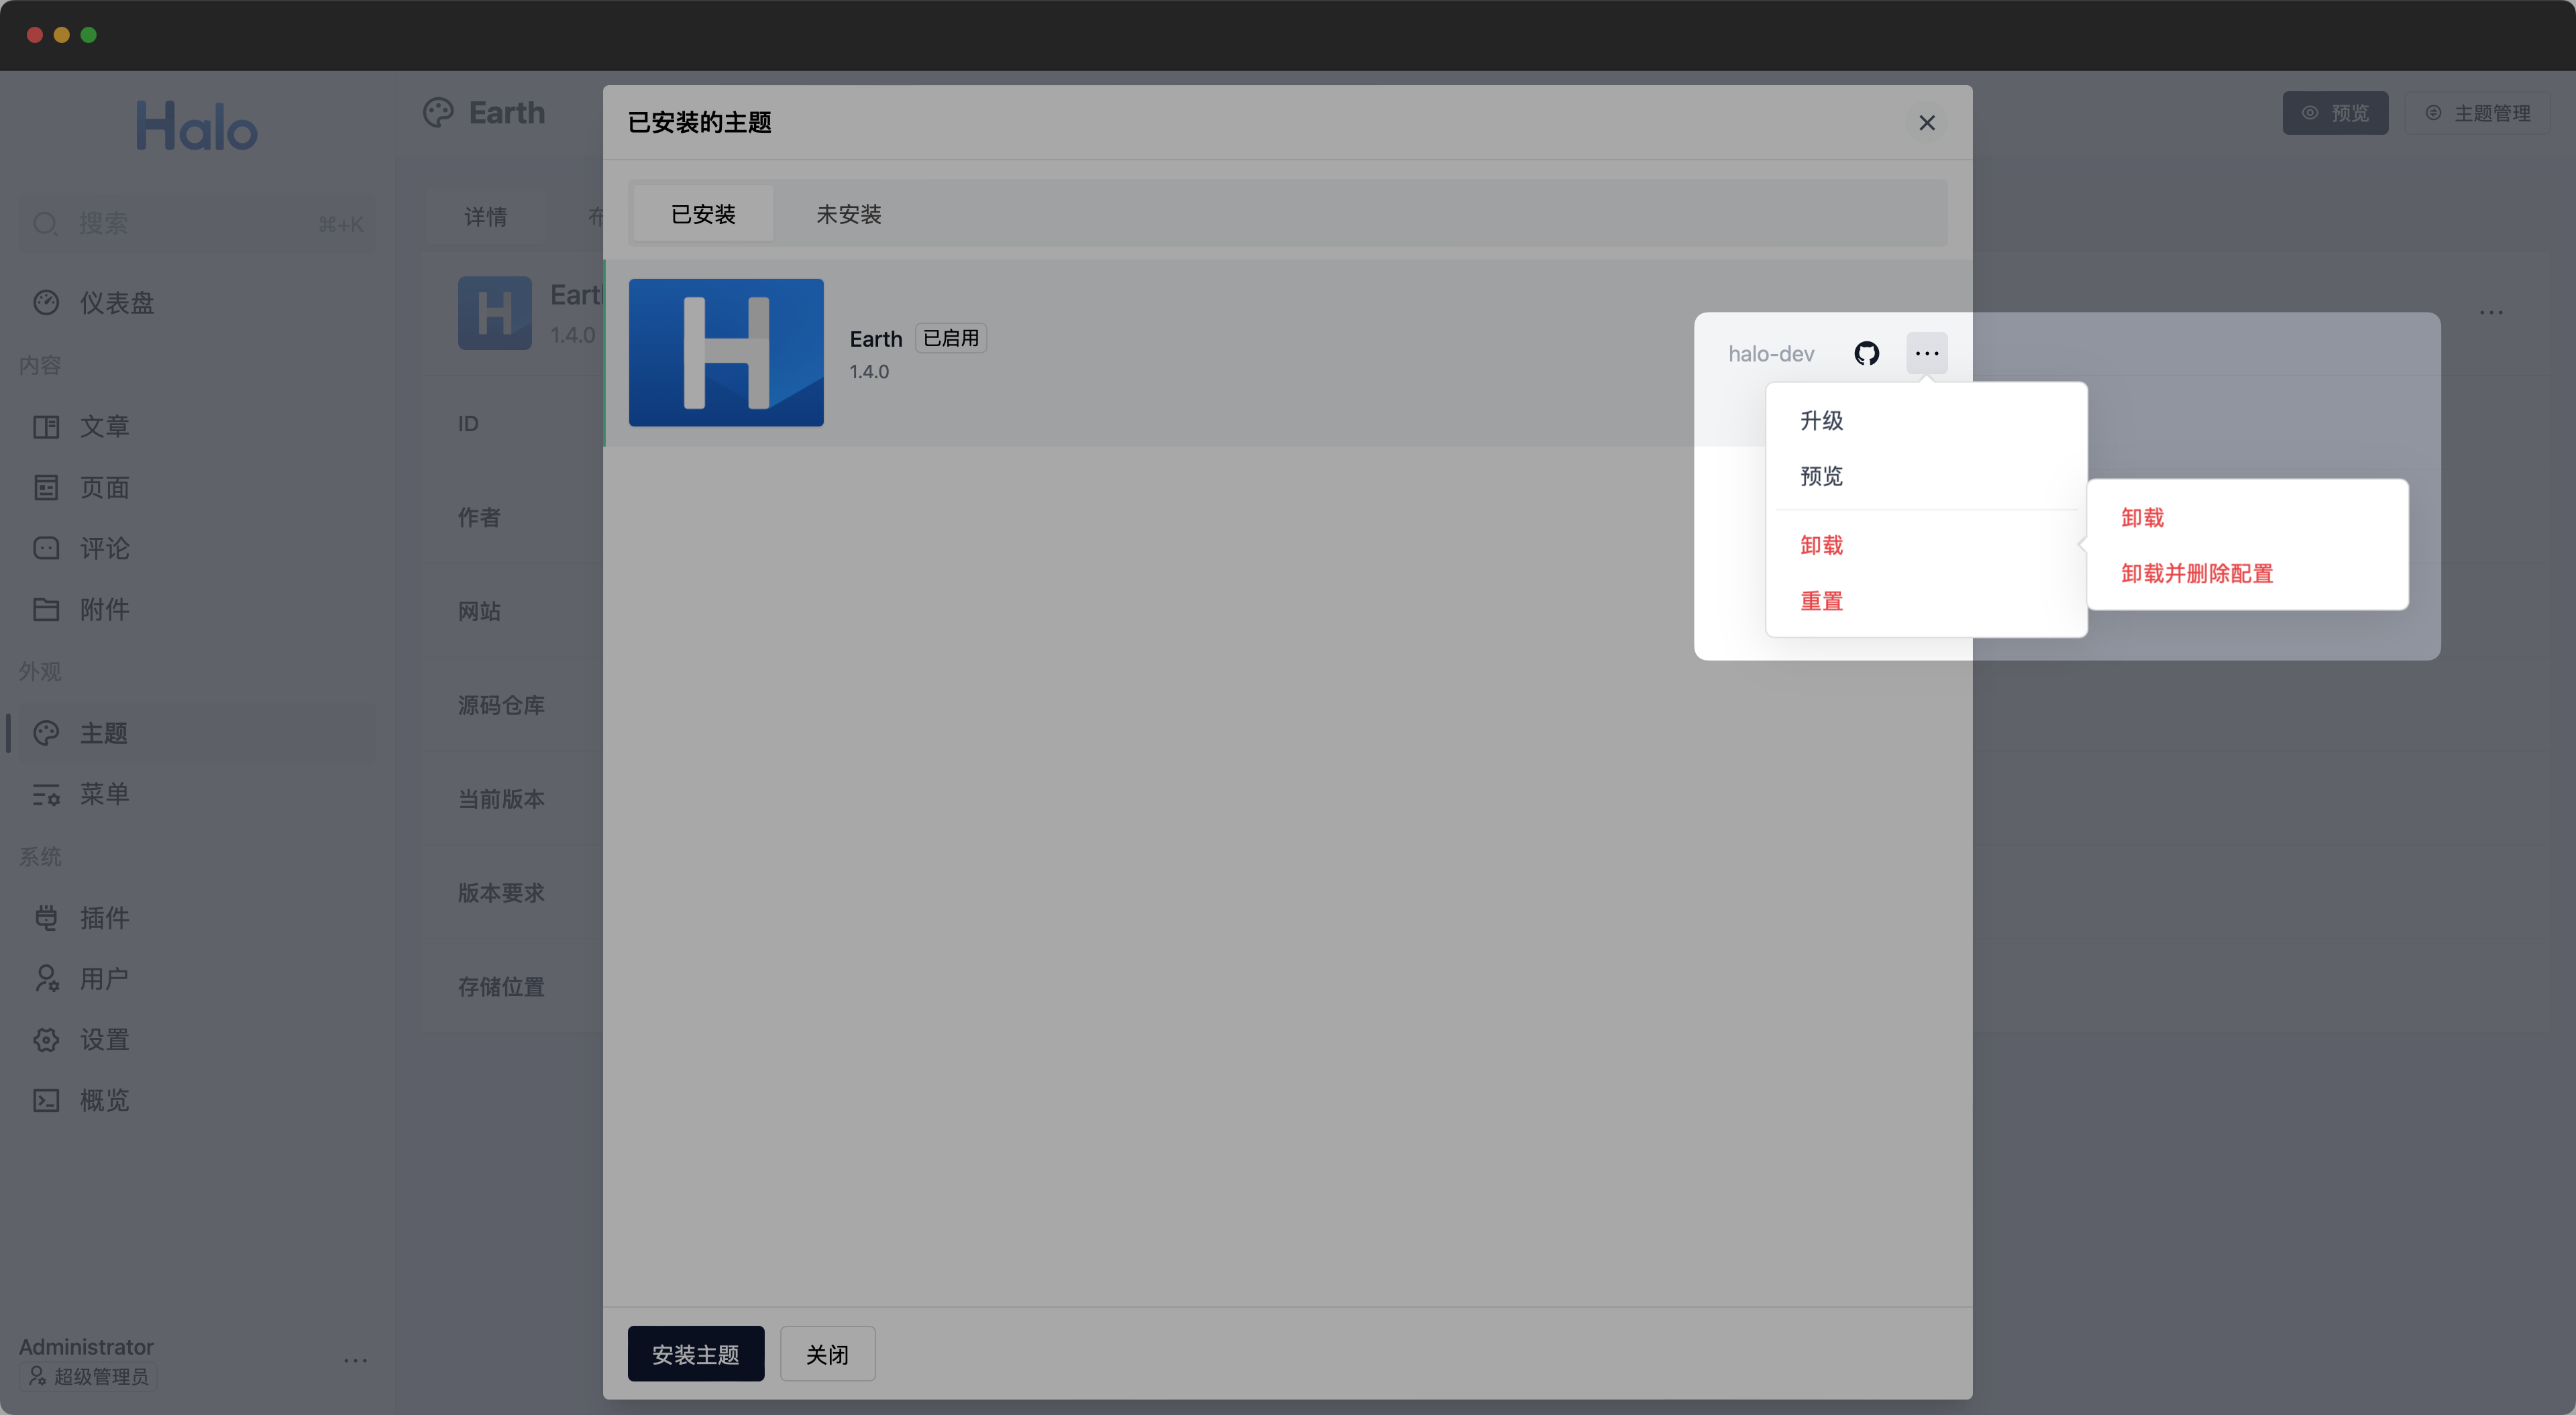 Halo
搜索
⌘+K
仪表盘
内容
文章
页面
评论
附件
外观
主题
菜单
系统
插件
用户
设置
概览
Administrator
超级管理员
Earth
预览
主题管理
详情
1.4.0
ID
作者
网站
源码仓库
当前版本
版本要求
存储位置
已安装的主题
已安装
未安装
Earth
已启用
1.4.0
halo-dev
升级
预览
卸载
重置
卸载
卸载并删除配置
安装主题
关闭